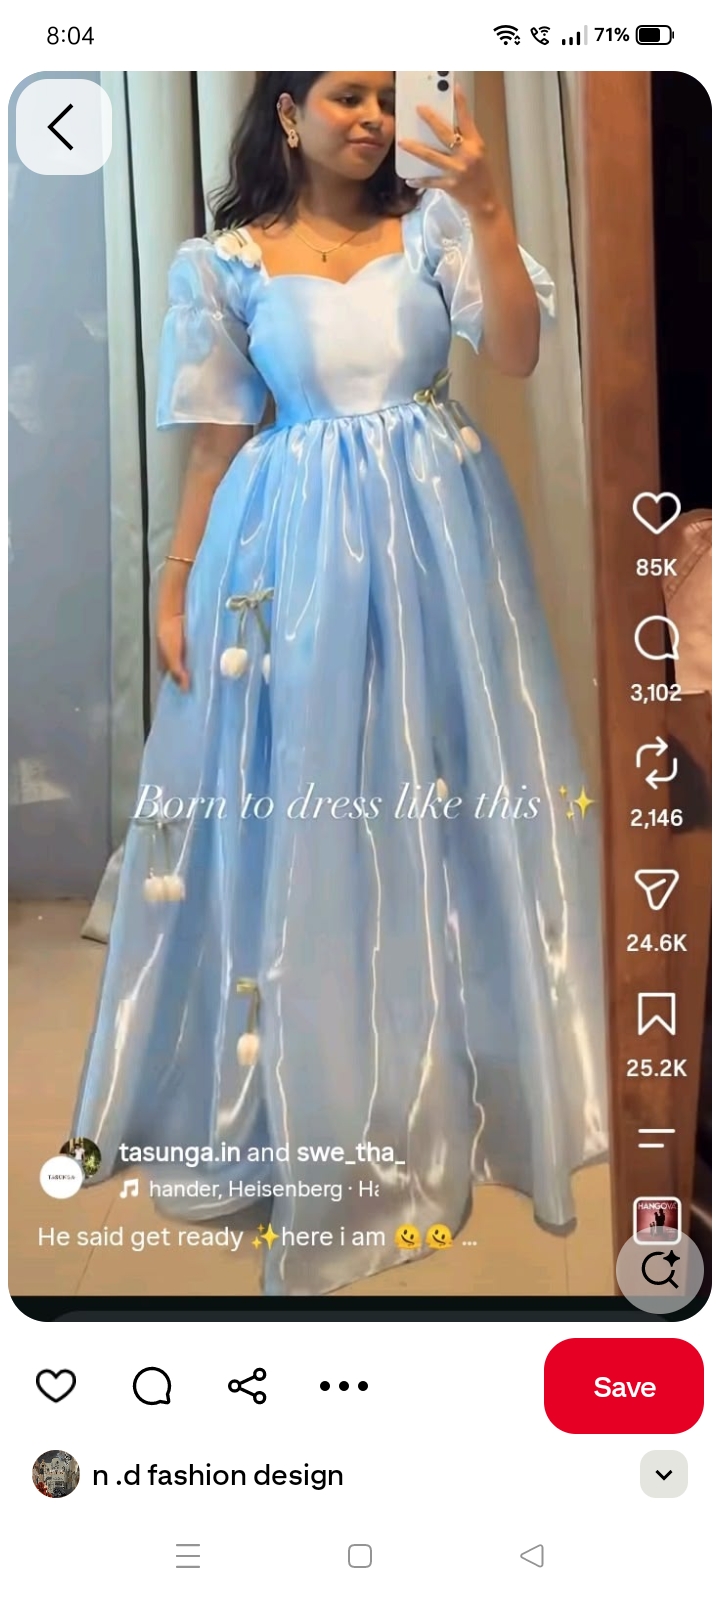 8:04
71%
85K
3,102
Born to dress like this ✨
2,146
24.6K
25.2K
tasunga.in and swe_tha_
hander, Heisenberg · Ha
HANGOVA
He said get ready ✨here i am 🫠🫠 ...
Save
n .d fashion design